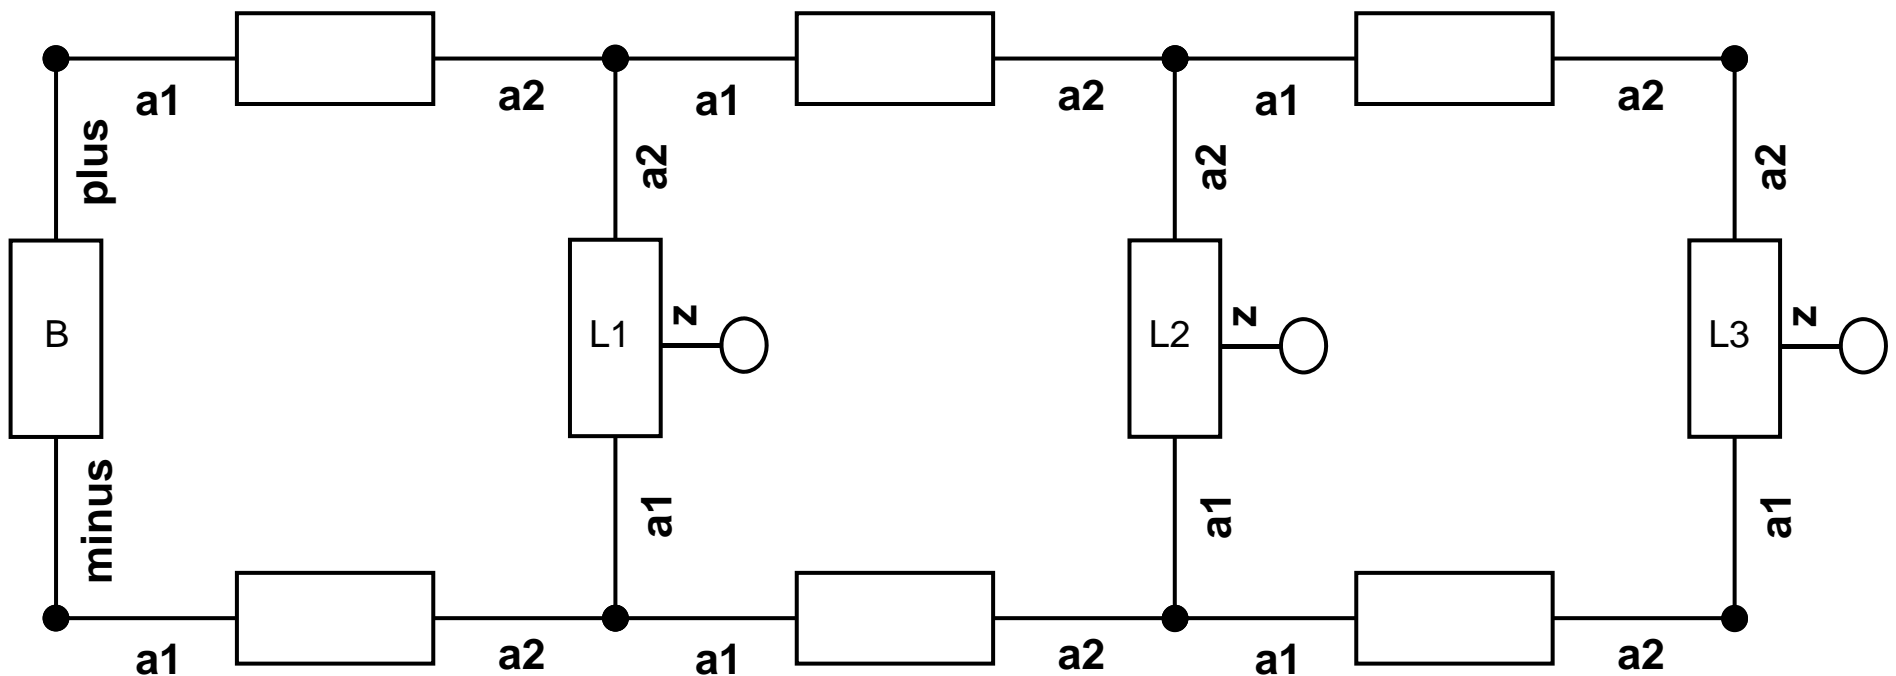 a1 a2 a1 a2 a1 a2
plus a2 a2 a2
B L1 z L2 z L3 z
minus a1 a1 a1
a1 a2 a1 a2 a1 a2